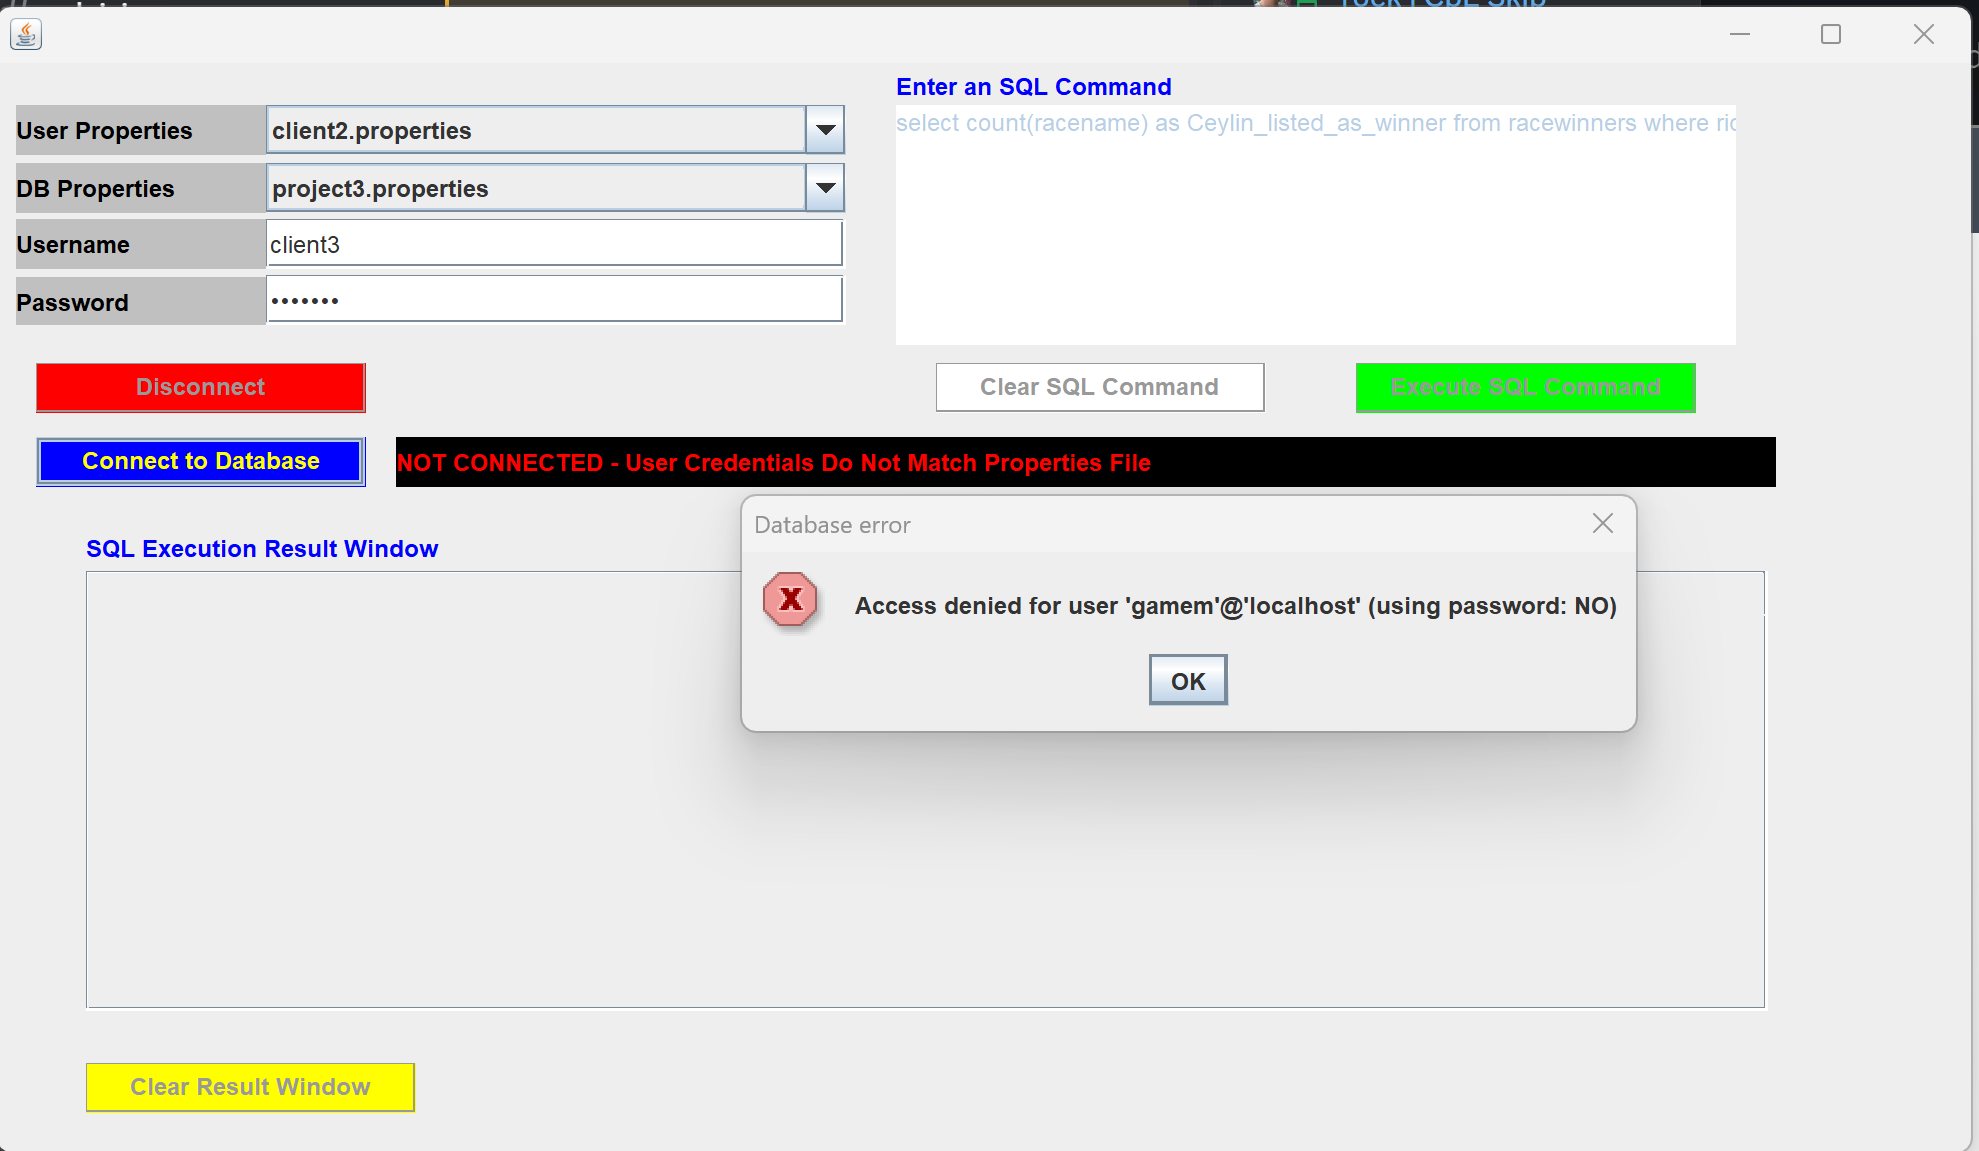 Enter an SQL Command
User Properties client2.properties
select count(racename) as Ceylin_listed_as_winner from racewinners where
DB Properties project3.properties
Username client3
Password •••••••
Disconnect
Clear SQL Command
Execute SQL Command
Connect to Database
NOT CONNECTED - User Credentials Do Not Match Properties File
Database error
SQL Execution Result Window
X
Access denied for user 'gamem'@'localhost' (using password: NO)
OK
Clear Result Window